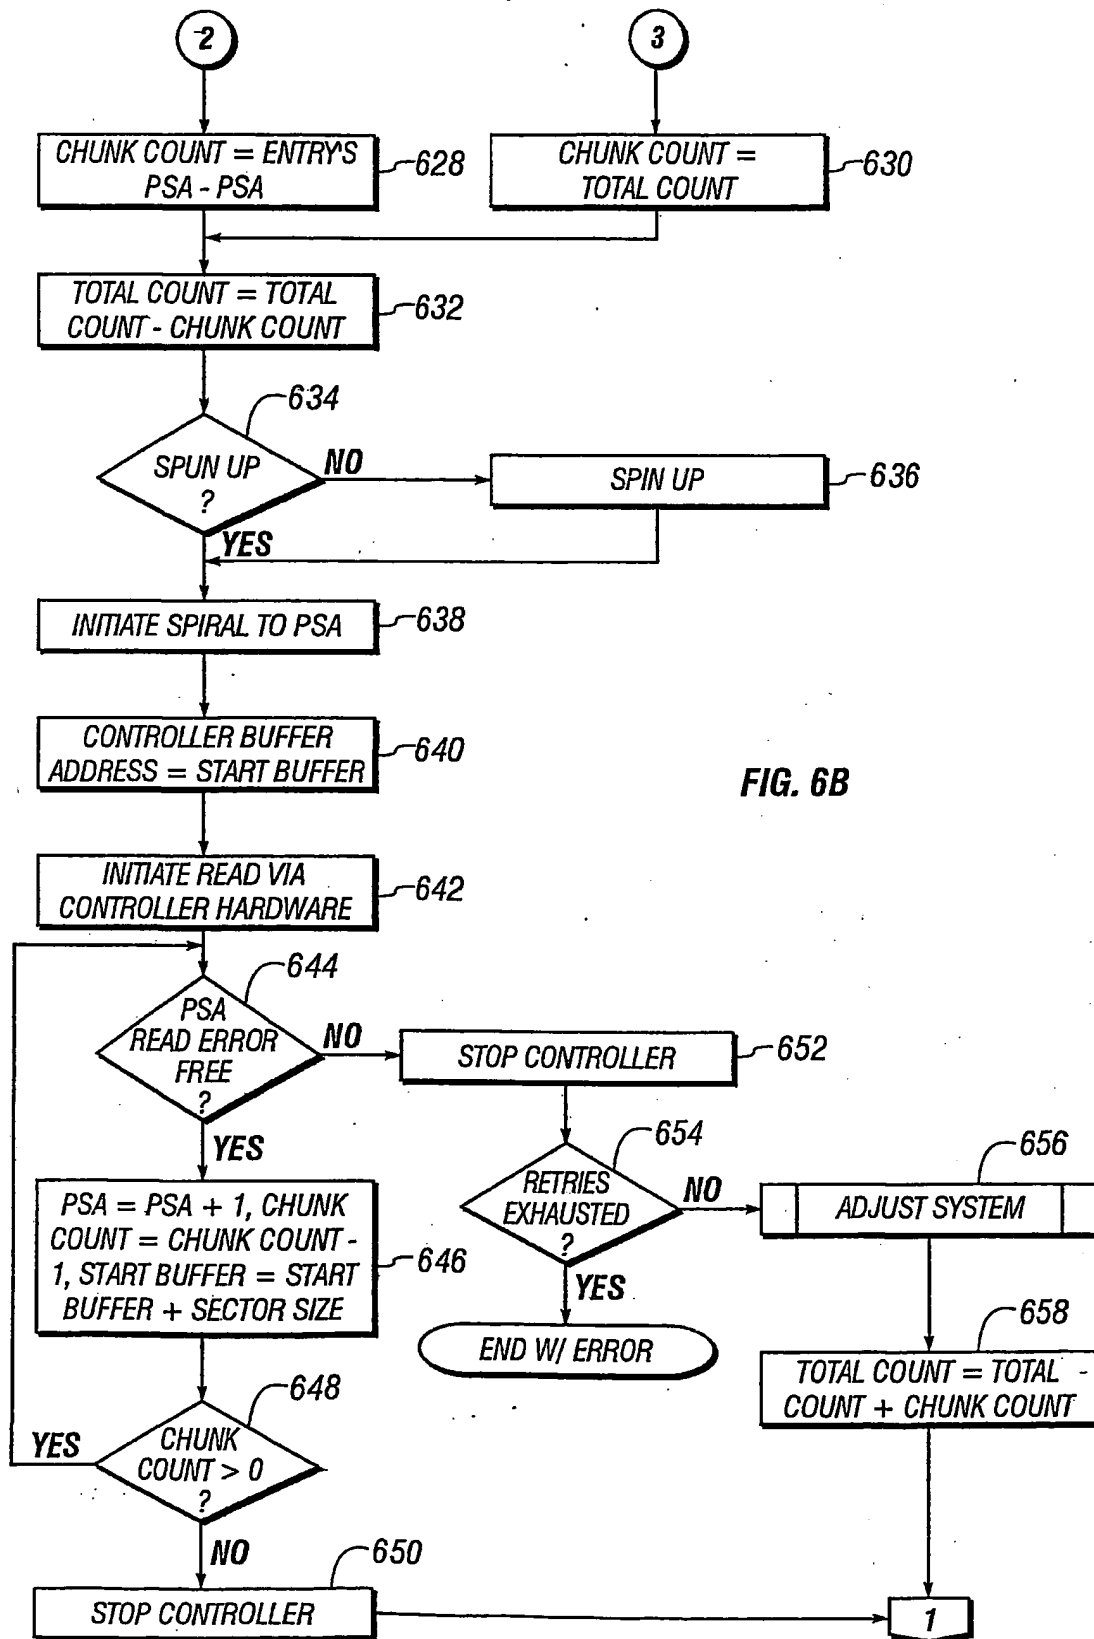 2
3
CHUNK COUNT = ENTRY'S
PSA - PSA
628
CHUNK COUNT =
TOTAL COUNT
630
TOTAL COUNT = TOTAL
COUNT - CHUNK COUNT
632
634
SPUN UP
?
NO
SPIN UP
636
YES
INITIATE SPIRAL TO PSA
638
CONTROLLER BUFFER
ADDRESS = START BUFFER
640
FIG. 6B
INITIATE READ VIA
CONTROLLER HARDWARE
642
644
PSA
READ ERROR
FREE
?
NO
STOP CONTROLLER
652
YES
654
RETRIES
EXHAUSTED
?
NO
656
ADJUST SYSTEM
PSA = PSA + 1, CHUNK
COUNT = CHUNK COUNT -
1, START BUFFER = START
BUFFER + SECTOR SIZE
646
YES
END W/ ERROR
658
TOTAL COUNT = TOTAL -
COUNT + CHUNK COUNT
648
CHUNK
COUNT > 0
?
YES
NO
650
STOP CONTROLLER
1